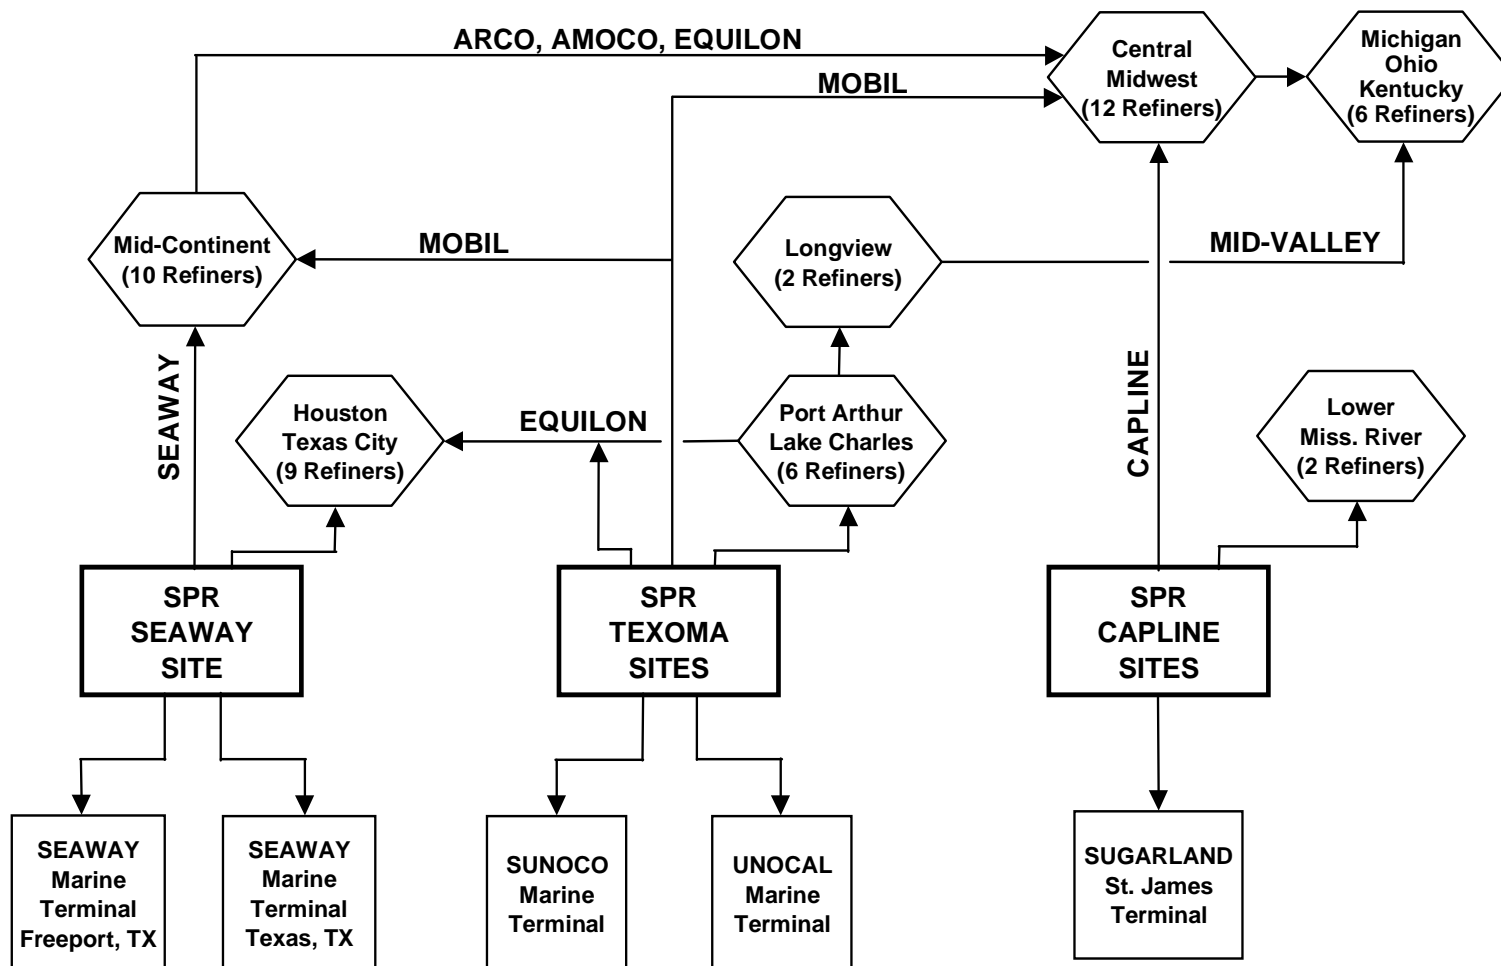 ARCO, AMOCO, EQUILON
MOBIL
Central
Midwest
(12 Refiners)
Michigan
Ohio
Kentucky
(6 Refiners)
Mid-Continent
(10 Refiners)
MOBIL
Longview
(2 Refiners)
MID-VALLEY
SEAWAY
Houston
Texas City
(9 Refiners)
EQUILON
Port Arthur
Lake Charles
(6 Refiners)
CAPLINE
Lower
Miss. River
(2 Refiners)
SPR
SEAWAY
SITE
SPR
TEXOMA
SITES
SPR
CAPLINE
SITES
SEAWAY
Marine
Terminal
Freeport, TX
SEAWAY
Marine
Terminal
Texas, TX
SUNOCO
Marine
Terminal
UNOCAL
Marine
Terminal
SUGARLAND
St. James
Terminal